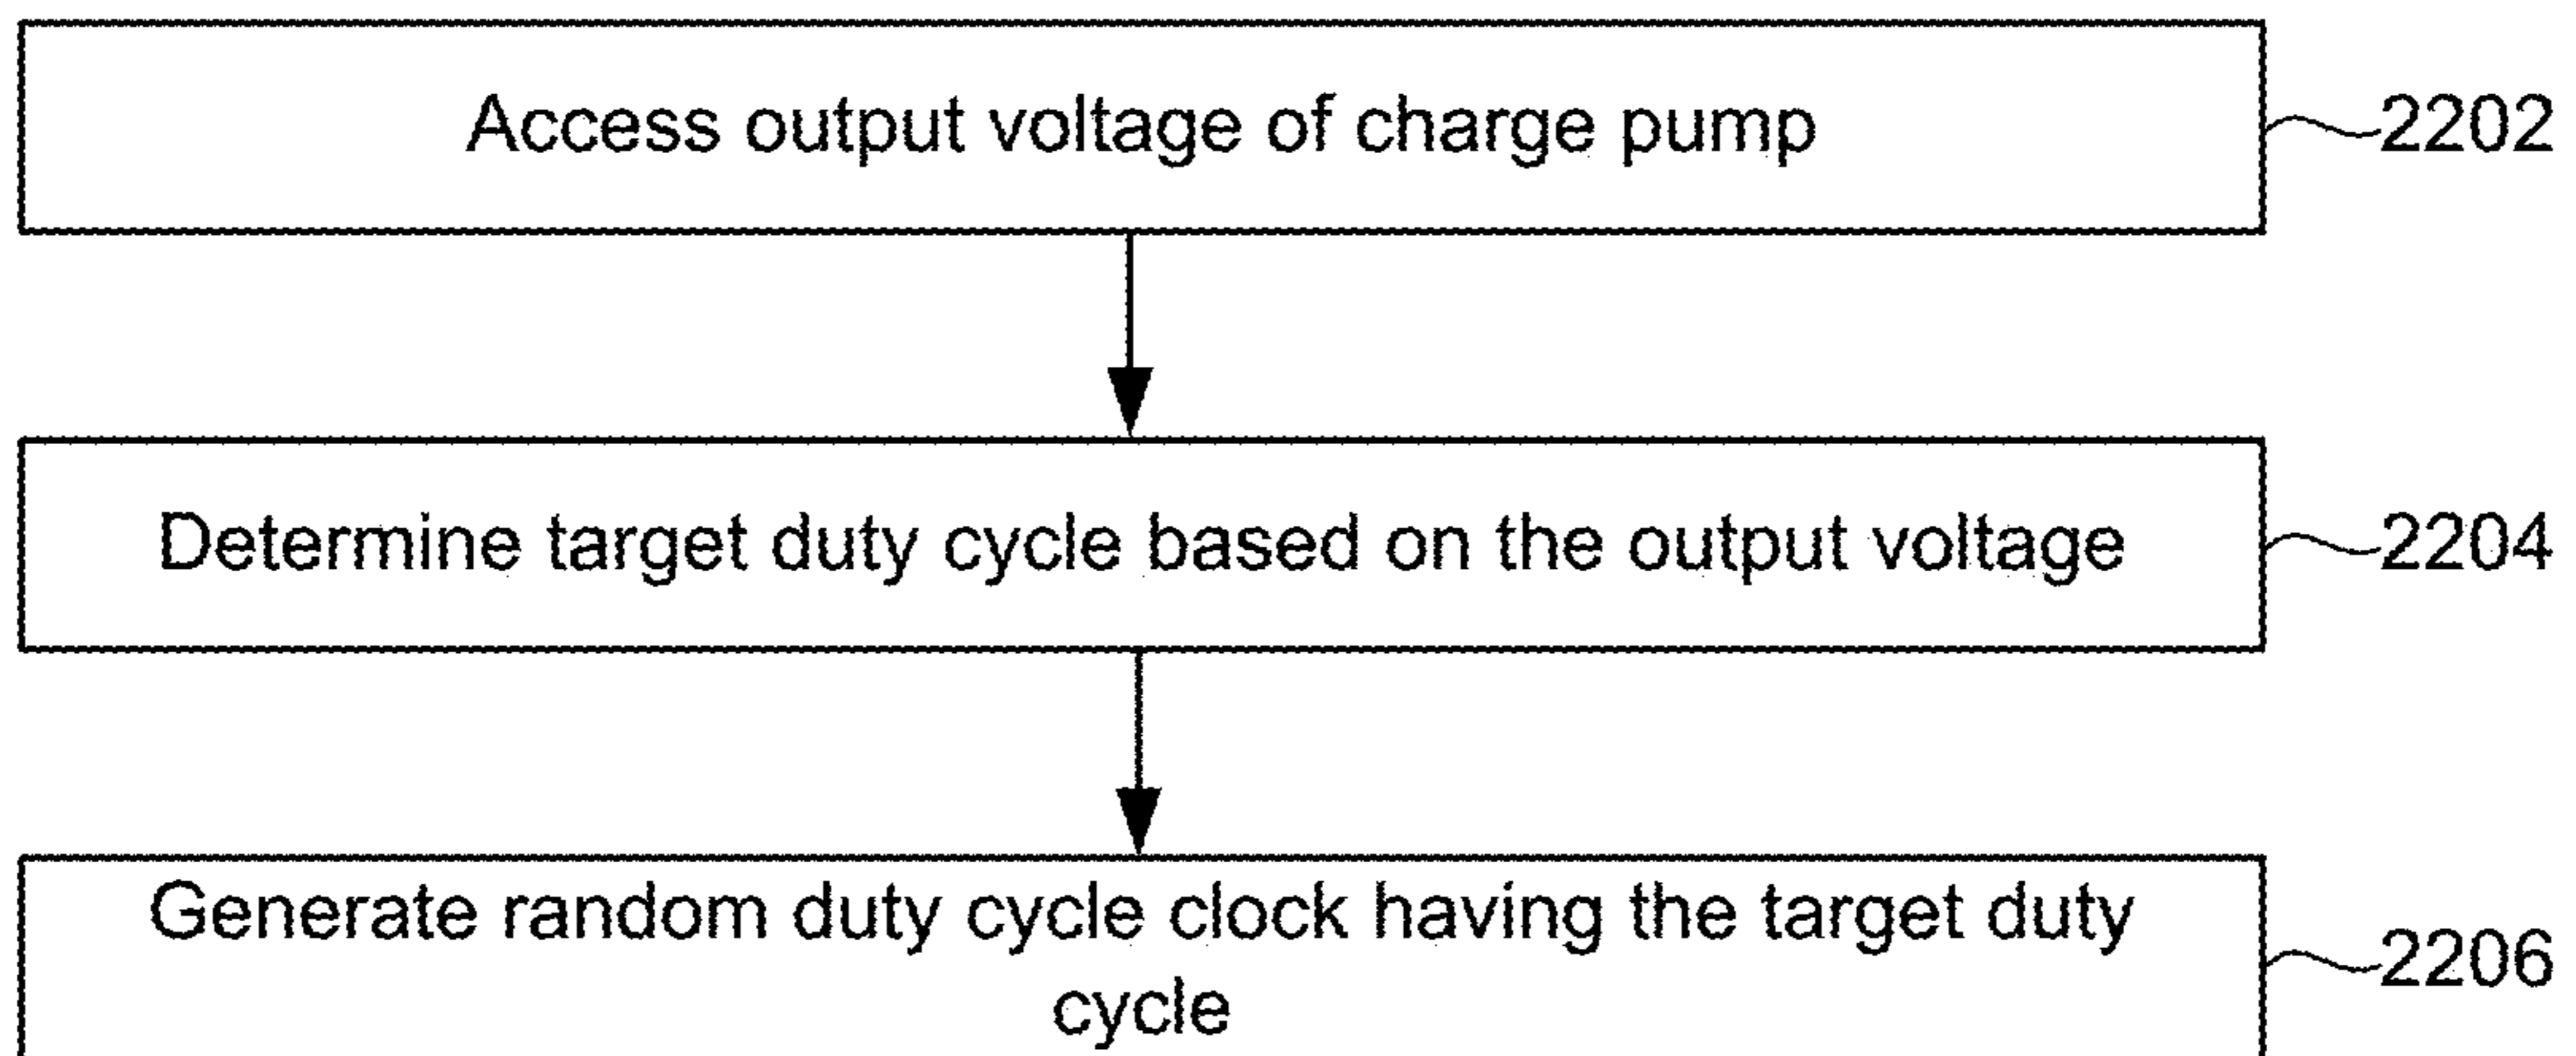 Access output voltage of charge pump
2202
Determine target duty cycle based on the output voltage
2204
Generate random duty cycle clock having the target duty
cycle
2206